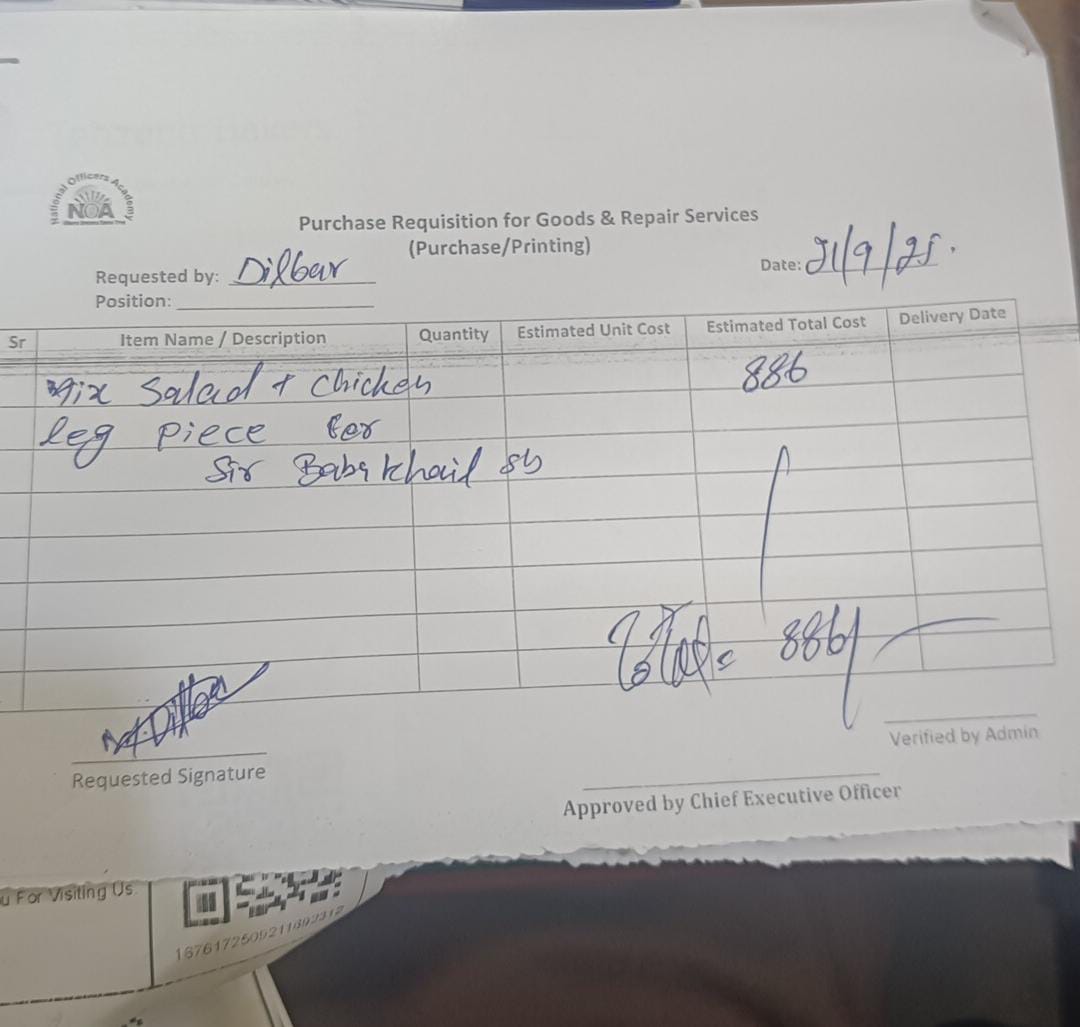 National Officers Academy
NOA
Purchase Requisition for Goods & Repair Services
(Purchase/Printing)
Requested by: Dilbar
Date: 21/9/25.
Position:
Sr Item Name / Description Quantity Estimated Unit Cost Estimated Total Cost Delivery Date
Mix Salad + Chicken 886
leg piece for
Sir Babakhail sb
Total= 886/
M.Dilbar
Verified by Admin
Requested Signature
Approved by Chief Executive Officer
u For Visiting Us